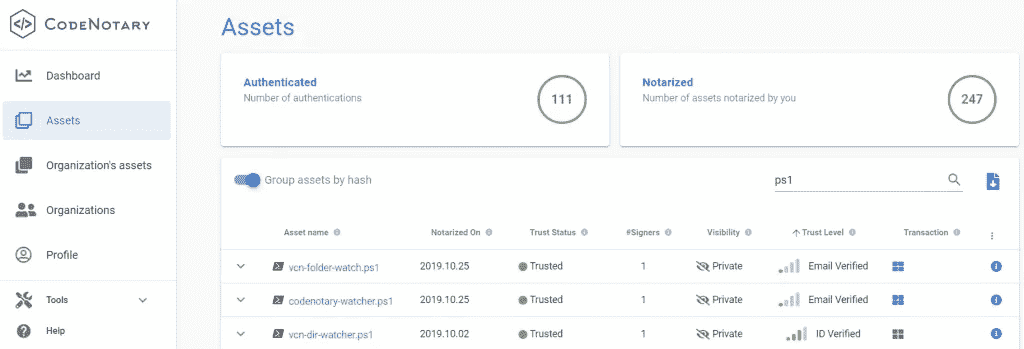 CODENOTARY
Assets
Dashboard
Assets
Organization's assets
Organizations
Profile
Tools
Help
Authenticated
Number of authentications
111
Notarized
Number of assets notarized by you
247
Group assets by hash
ps1
Asset name Notarized On Trust Status #Signers Visibility Trust Level Transaction
vcn-folder-watch.ps1 2019.10.25 Trusted 1 Private Email Verified
codenotary-watcher.ps1 2019.10.25 Trusted 1 Private Email Verified
vcn-dir-watcher.ps1 2019.10.02 Trusted 1 Private ID Verified